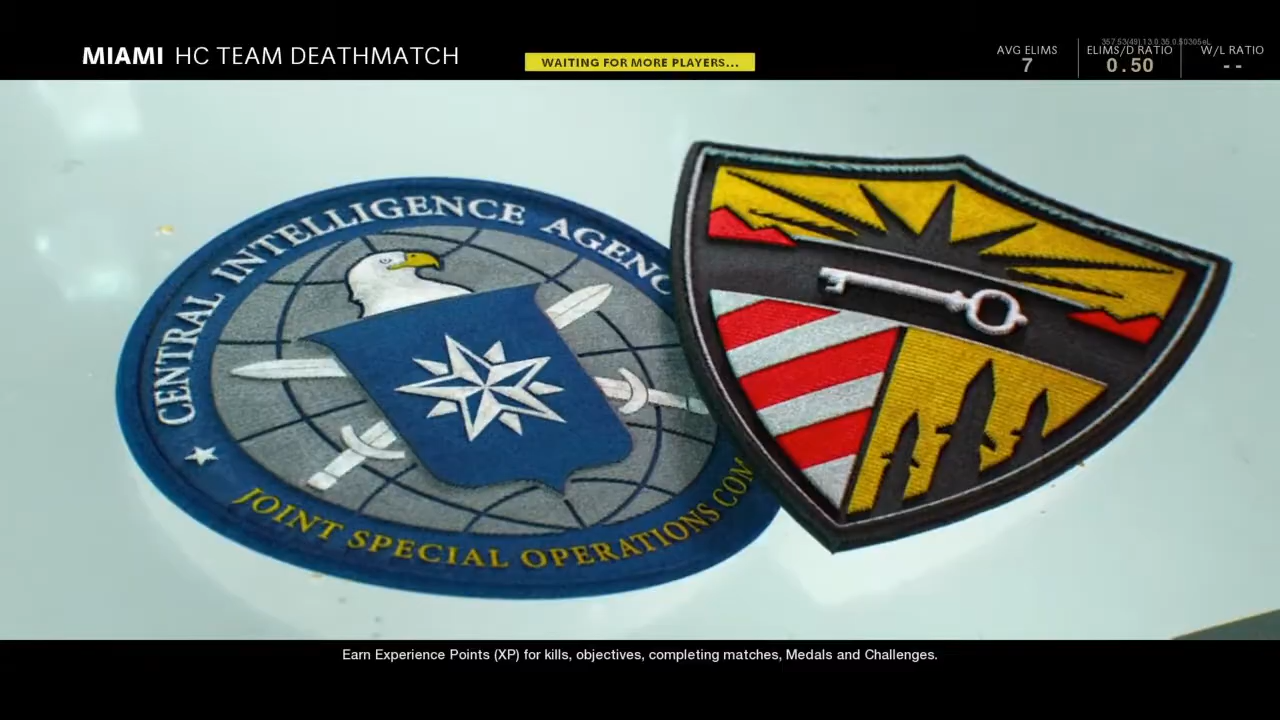 MIAMI HC TEAM DEATHMATCH
WAITING FOR MORE PLAYERS...
AVG ELIMS
7
ELIMS/D RATIO
0.50
W/L RATIO
--
CENTRAL INTELLIGENCE AGENC
JOINT SPECIAL OPERATIONS COM
Earn Experience Points (XP) for kills, objectives, completing matches, Medals and Challenges.